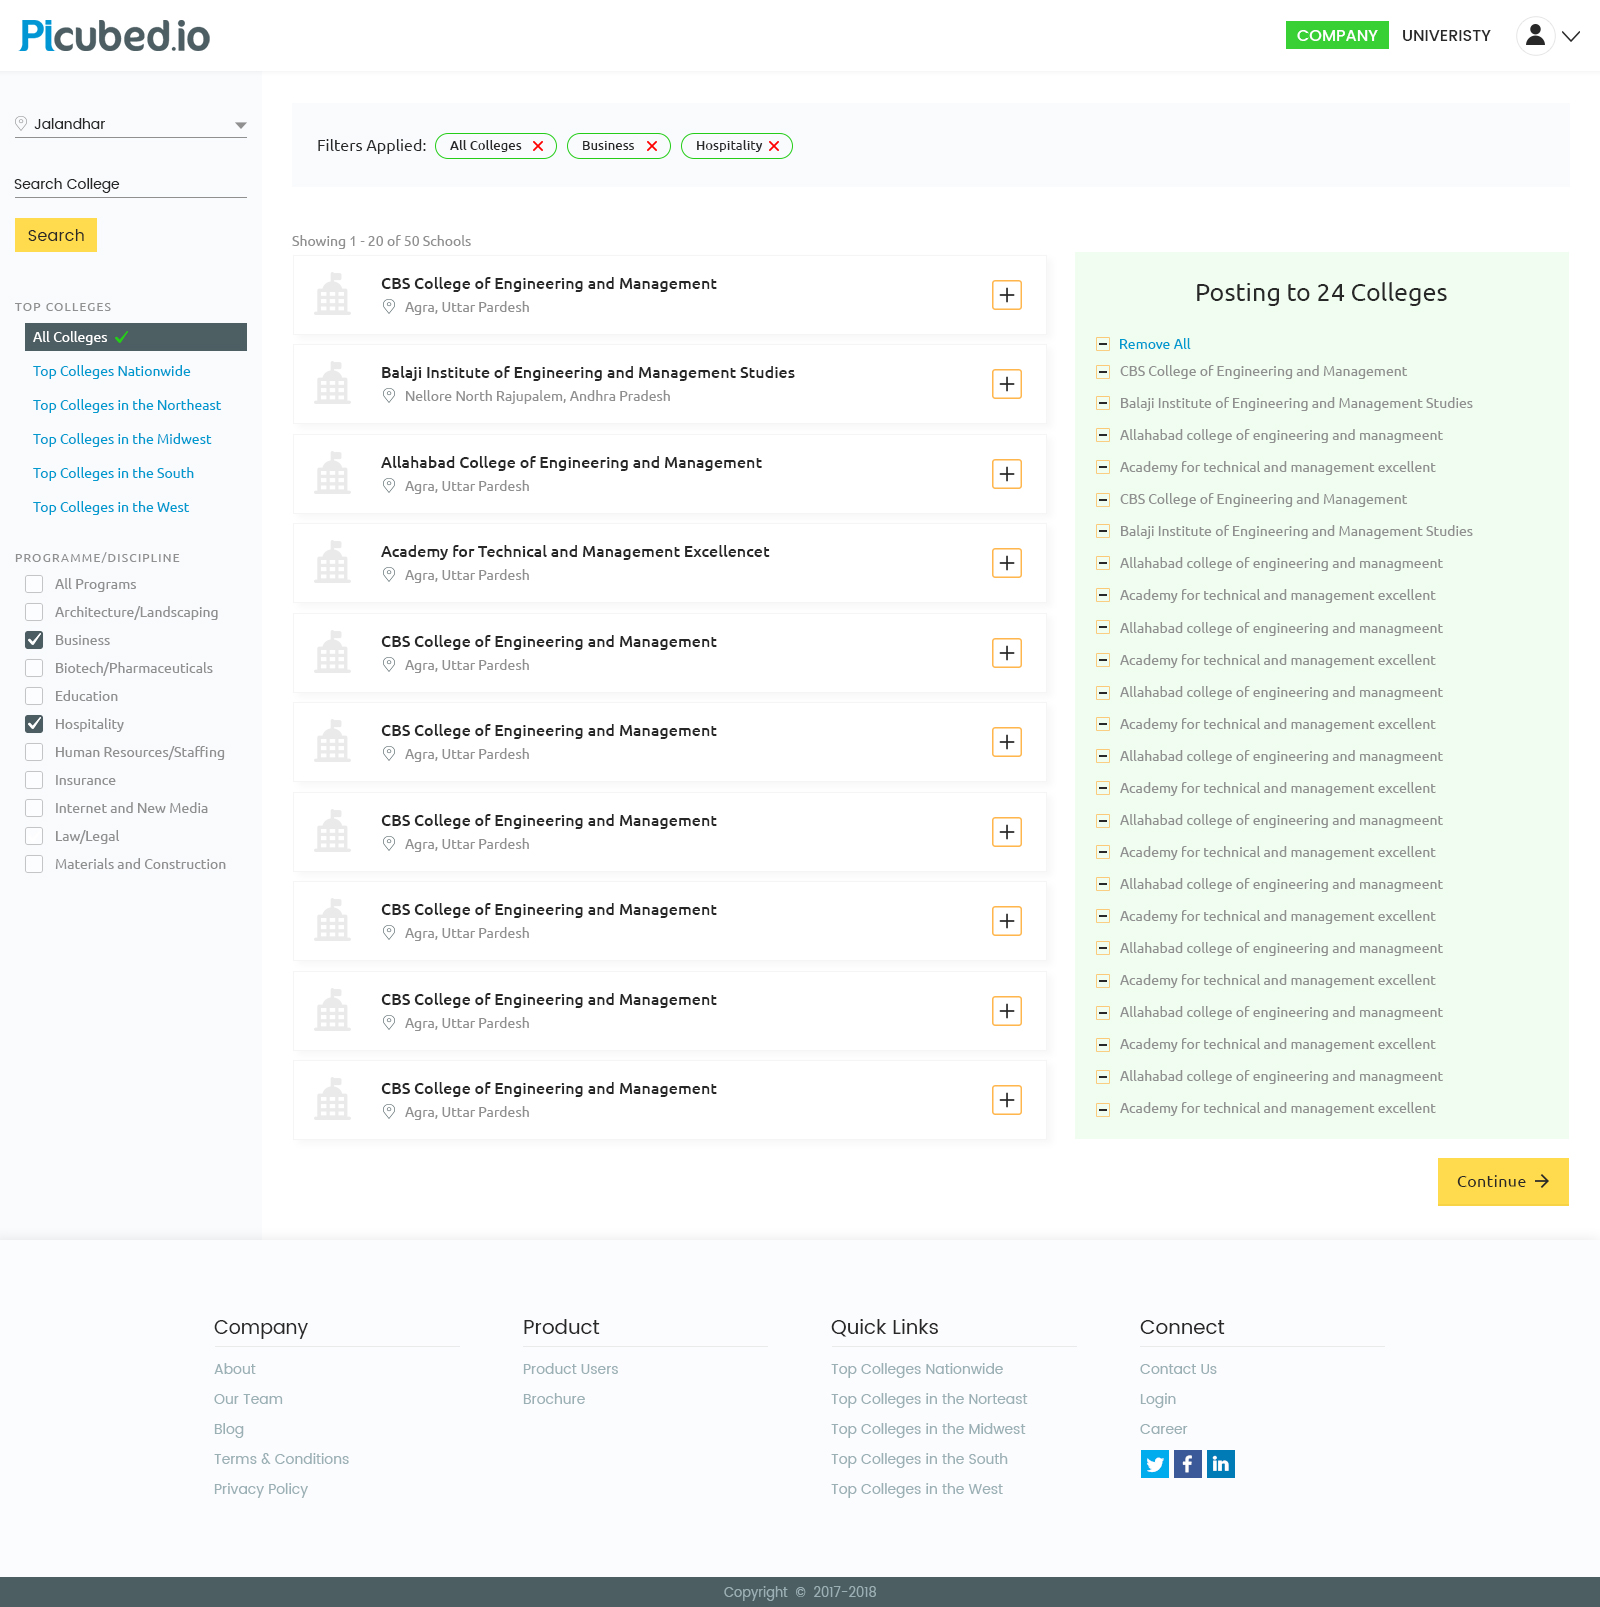 Picubed.io
COMPANY UNIVERISTY
Jalandhar
Search College
Search
TOP COLLEGES
All Colleges
Top Colleges Nationwide
Top Colleges in the Northeast
Top Colleges in the Midwest
Top Colleges in the South
Top Colleges in the West
PROGRAMME/DISCIPLINE
All Programs
Architecture/Landscaping
Business
Biotech/Pharmaceuticals
Education
Hospitality
Human Resources/Staffing
Insurance
Internet and New Media
Law/Legal
Materials and Construction
Filters Applied: All Colleges Business Hospitality
Showing 1 - 20 of 50 Schools
CBS College of Engineering and Management
Agra, Uttar Pardesh
Balaji Institute of Engineering and Management Studies
Nellore North Rajupalem, Andhra Pradesh
Allahabad College of Engineering and Management
Agra, Uttar Pardesh
Academy for Technical and Management Excellencet
Agra, Uttar Pardesh
CBS College of Engineering and Management
Agra, Uttar Pardesh
CBS College of Engineering and Management
Agra, Uttar Pardesh
CBS College of Engineering and Management
Agra, Uttar Pardesh
CBS College of Engineering and Management
Agra, Uttar Pardesh
CBS College of Engineering and Management
Agra, Uttar Pardesh
CBS College of Engineering and Management
Agra, Uttar Pardesh
Posting to 24 Colleges
Remove All
CBS College of Engineering and Management
Balaji Institute of Engineering and Management Studies
Allahabad college of engineering and managmeent
Academy for technical and management excellent
CBS College of Engineering and Management
Balaji Institute of Engineering and Management Studies
Allahabad college of engineering and managmeent
Academy for technical and management excellent
Allahabad college of engineering and managmeent
Academy for technical and management excellent
Allahabad college of engineering and managmeent
Academy for technical and management excellent
Allahabad college of engineering and managmeent
Academy for technical and management excellent
Allahabad college of engineering and managmeent
Academy for technical and management excellent
Allahabad college of engineering and managmeent
Academy for technical and management excellent
Allahabad college of engineering and managmeent
Academy for technical and management excellent
Allahabad college of engineering and managmeent
Academy for technical and management excellent
Allahabad college of engineering and managmeent
Academy for technical and management excellent
Continue
Company
About
Our Team
Blog
Terms & Conditions
Privacy Policy
Product
Product Users
Brochure
Quick Links
Top Colleges Nationwide
Top Colleges in the Norteast
Top Colleges in the Midwest
Top Colleges in the South
Top Colleges in the West
Connect
Contact Us
Login
Career
f in
Copyright © 2017-2018